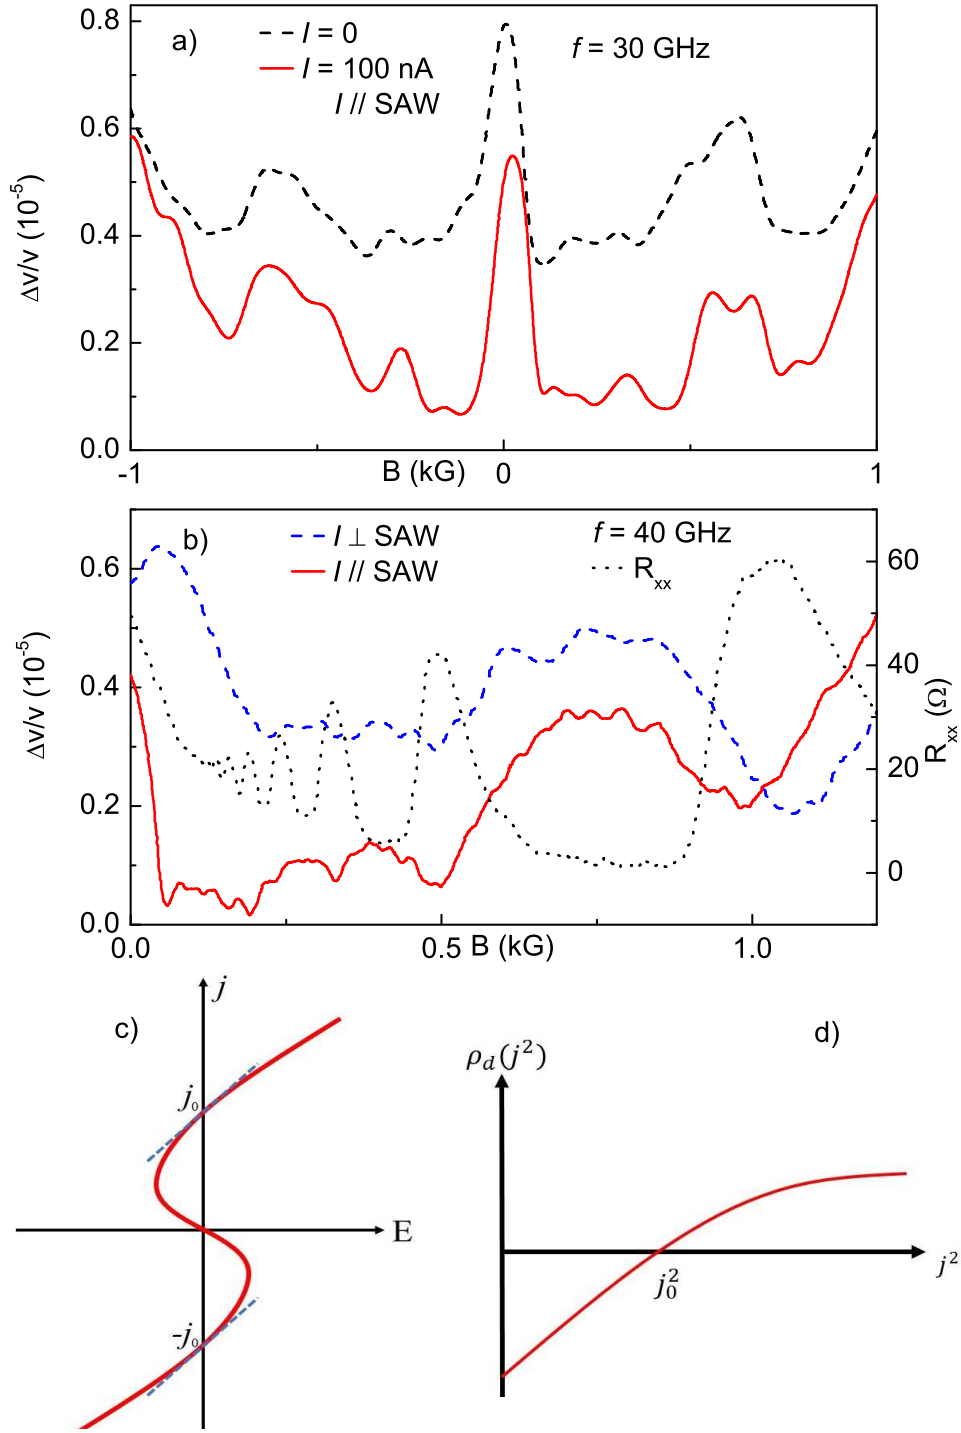 a)
I = 0
I = 100 nA
I // SAW
f = 30 GHz
0.8
0.6
0.4
0.2
0.0
Δv/v (10⁻⁵)
-1
B (kG)
0
1
b)
I ⊥ SAW
I // SAW
f = 40 GHz
R_xx
0.6
0.4
0.2
0.0
Δv/v (10⁻⁵)
60
40
20
0
R_xx (Ω)
0.0
0.5
B (kG)
1.0
c)
j
j₀
E
-j₀
d)
ρ_d(j²)
j₀²
j²